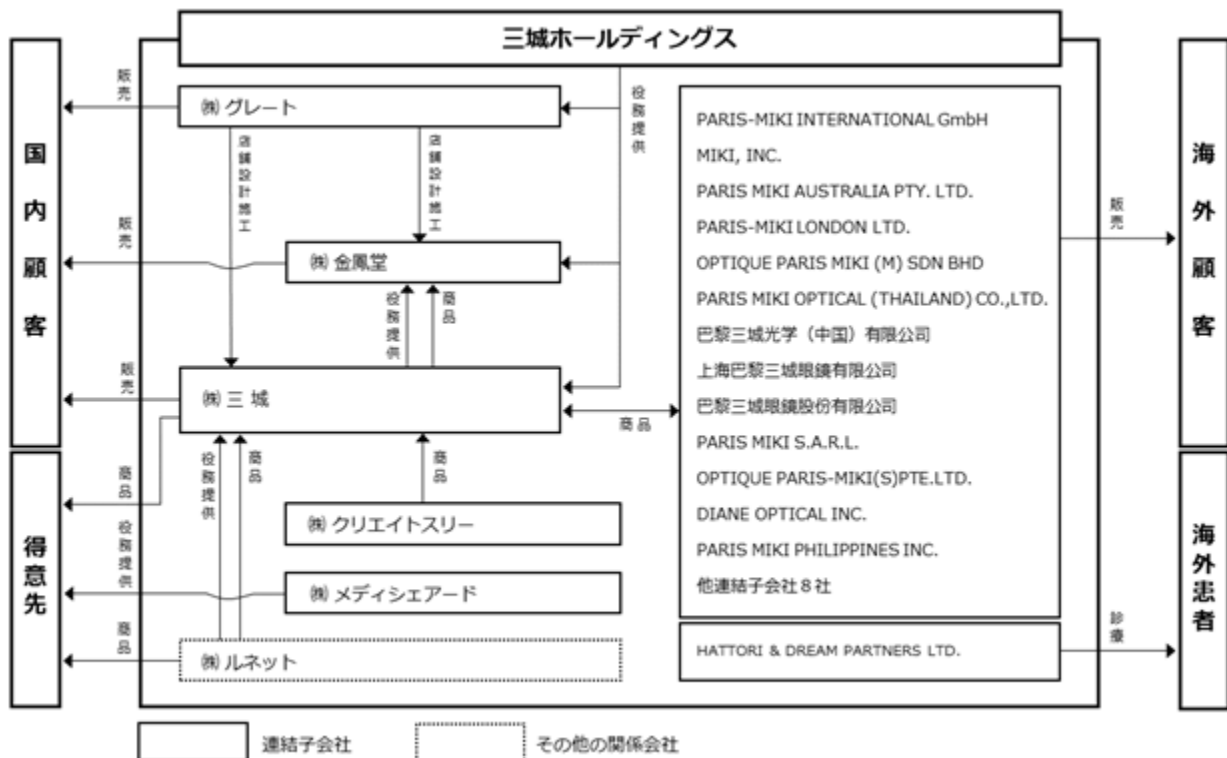 三城ホールディングス
国内顧客
得意先
販売
㈱グレート
役務提供
店舗設計施工
店舗設計施工
販売
㈱金鳳堂
役務提供
商品
販売
㈱三 城
商品
商品
役務提供
商品
商品
㈱クリエイトスリー
役務提供
㈱メディシェアード
商品
㈱ルネット
PARIS-MIKI INTERNATIONAL GmbH
MIKI, INC.
PARIS MIKI AUSTRALIA PTY. LTD.
PARIS-MIKI LONDON LTD.
OPTIQUE PARIS MIKI (M) SDN BHD
PARIS MIKI OPTICAL (THAILAND) CO.,LTD.
巴黎三城光学（中国）有限公司
上海巴黎三城眼鏡有限公司
巴黎三城眼鏡股份有限公司
PARIS MIKI S.A.R.L.
OPTIQUE PARIS-MIKI(S)PTE.LTD.
DIANE OPTICAL INC.
PARIS MIKI PHILIPPINES INC.
他連結子会社８社
HATTORI & DREAM PARTNERS LTD.
販売
診療
海外顧客
海外患者
連結子会社
その他の関係会社